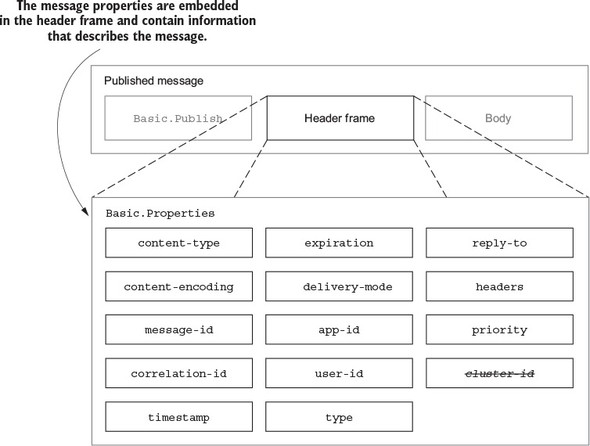 The message properties are embedded
in the header frame and contain information
that describes the message.
Published message
Basic.Publish
Header frame
Body
Basic.Properties
content-type
expiration
reply-to
content-encoding
delivery-mode
headers
message-id
app-id
priority
correlation-id
user-id
cluster-id
timestamp
type